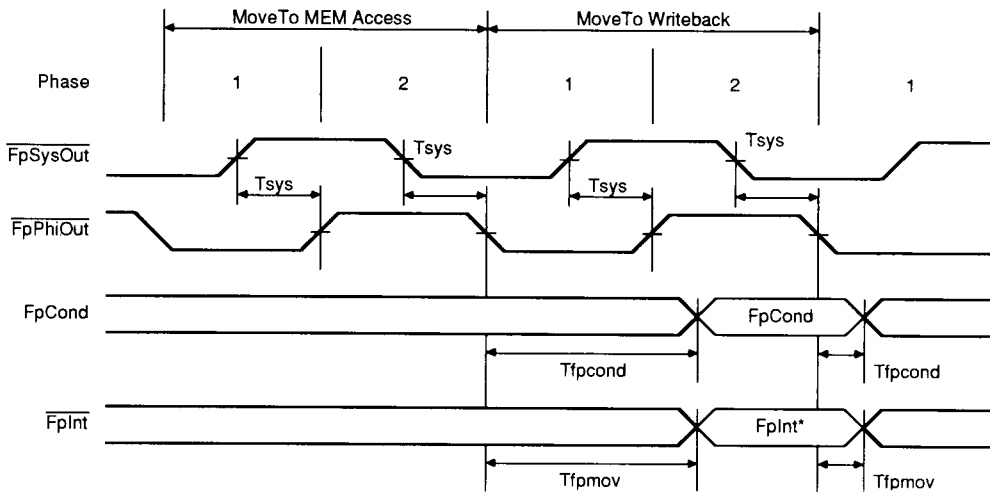 MoveTo MEM Access MoveTo Writeback
Phase 1 2 1 2 1
FpSysOut Tsys Tsys
Tsys Tsys
FpPhiOut
FpCond FpCond
Tfpcond Tfpcond
FpInt FpInt*
Tfpmov Tfpmov